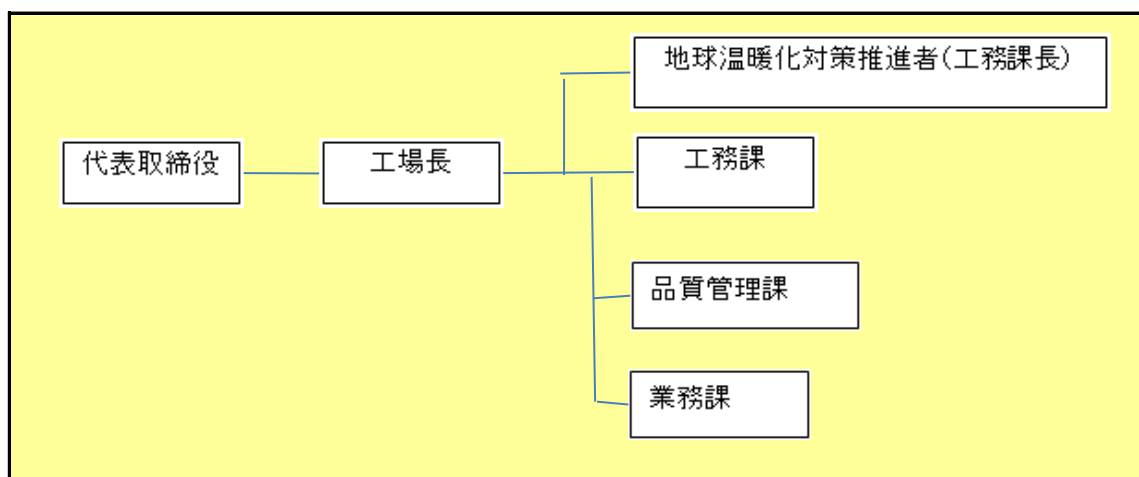 地球温暖化対策推進者(工務課長)
代表取締役
工場長
工務課
品質管理課
業務課